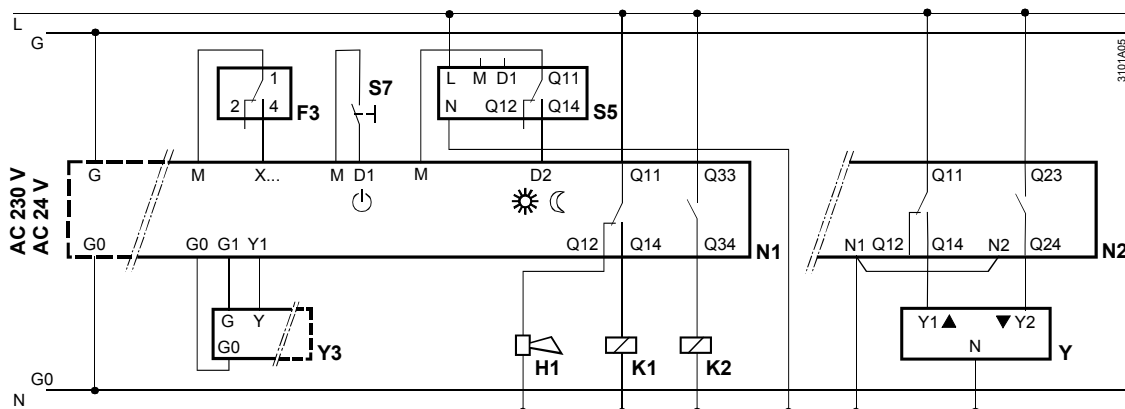 L
G
3101A05
1
2 4
F3
S7
L M D1 Q11
N Q12 Q14
S5
AC 230 V
AC 24 V
G M X... M D1 M D2 Q11 Q33
G0 G0 G1 Y1 Q12 Q14 Q34
N1
Q11 Q23
N1 Q12 Q14 N2 Q24
N2
G Y
G0
Y3
H1
K1
K2
Y1 ▲ ▼ Y2
N
Y
G0
N